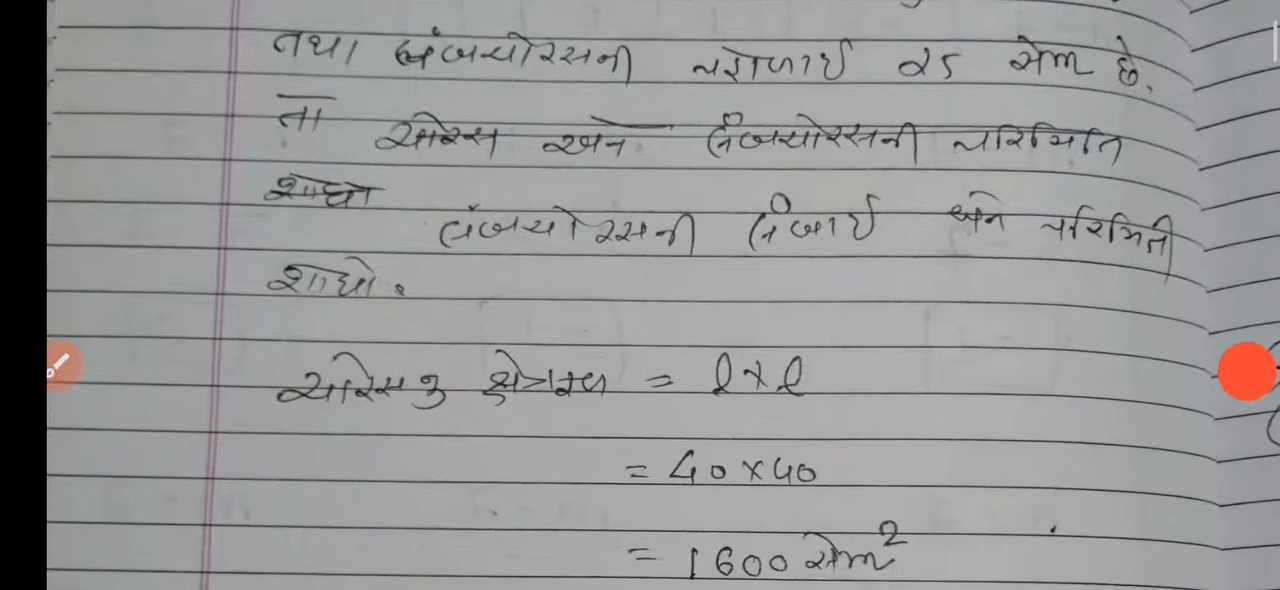 તથા લંબચોરસની પહોળાઈ ૨૬ સેમી છે.
તો ચોરસ અને લંબચોરસની પરિમિતિ
શોધો
લંબચોરસની લંબાઈ અને પરિમિતી
શોધો.
ચોરસનું ક્ષેત્રફળ = l × l
= 40 × 40
= 1600 સેમી²